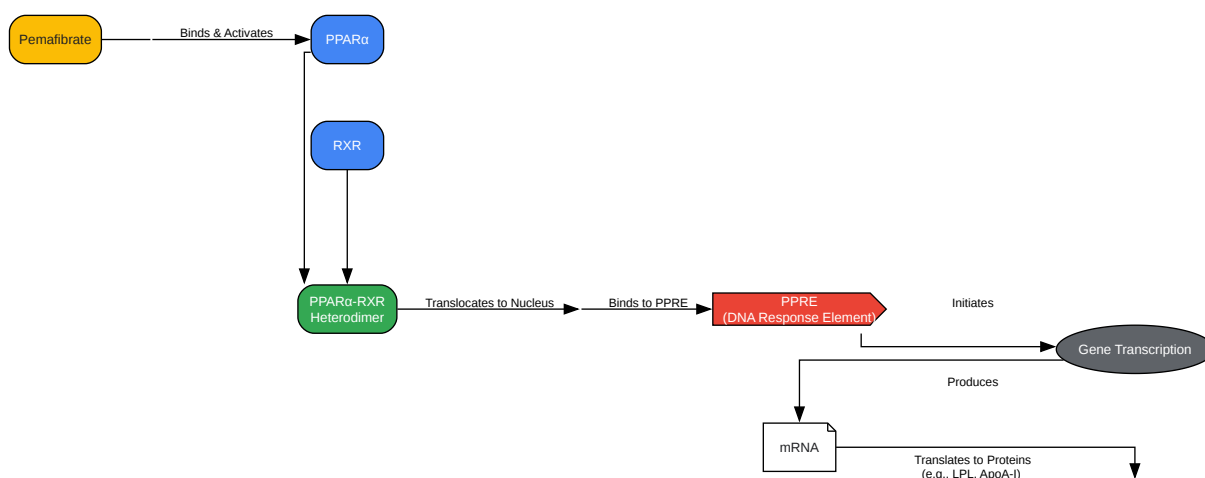 Pemafibrate
Binds & Activates
PPARα
RXR
PPARα-RXR
Heterodimer
Translocates to Nucleus
Binds to PPRE
PPRE
(DNA Response Element)
Initiates
Gene Transcription
Produces
mRNA
Translates to Proteins
(e.g., LPL, ApoA-I)